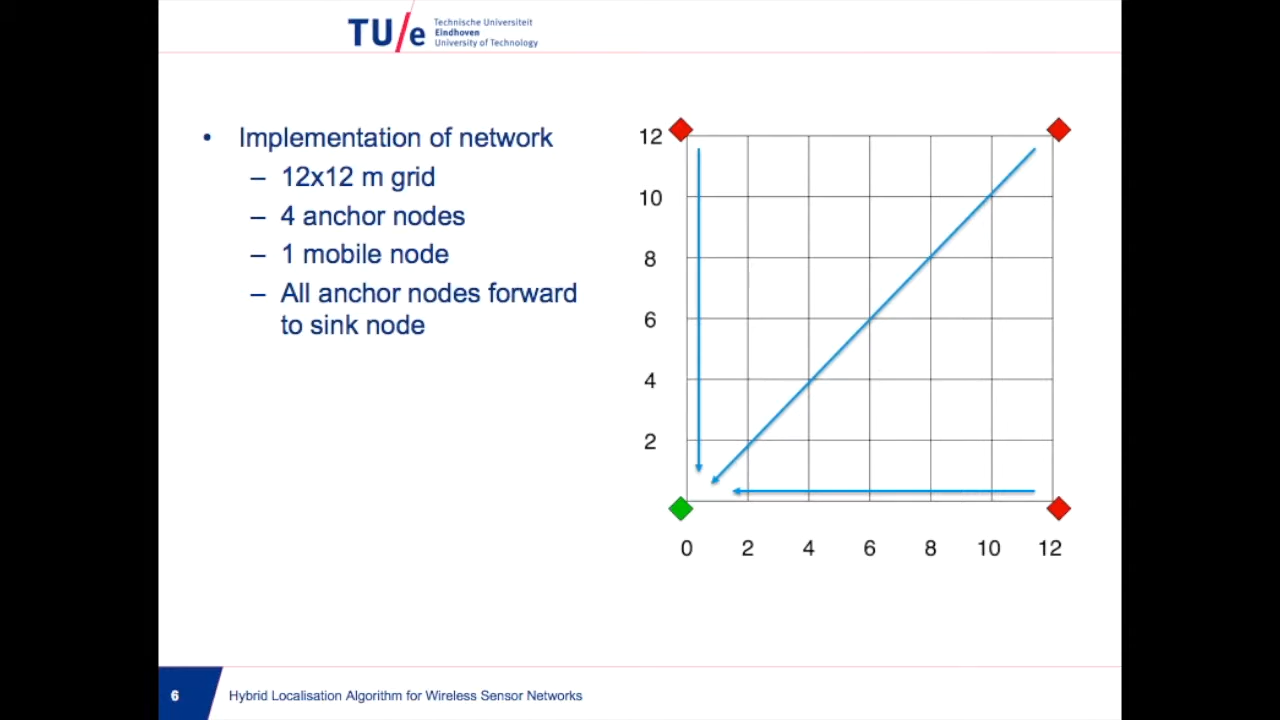 TU/e
Technische Universiteit
Eindhoven
University of Technology
• Implementation of network
– 12x12 m grid
– 4 anchor nodes
– 1 mobile node
– All anchor nodes forward
to sink node
12
10
8
6
4
2
0 2 4 6 8 10 12
6
Hybrid Localisation Algorithm for Wireless Sensor Networks